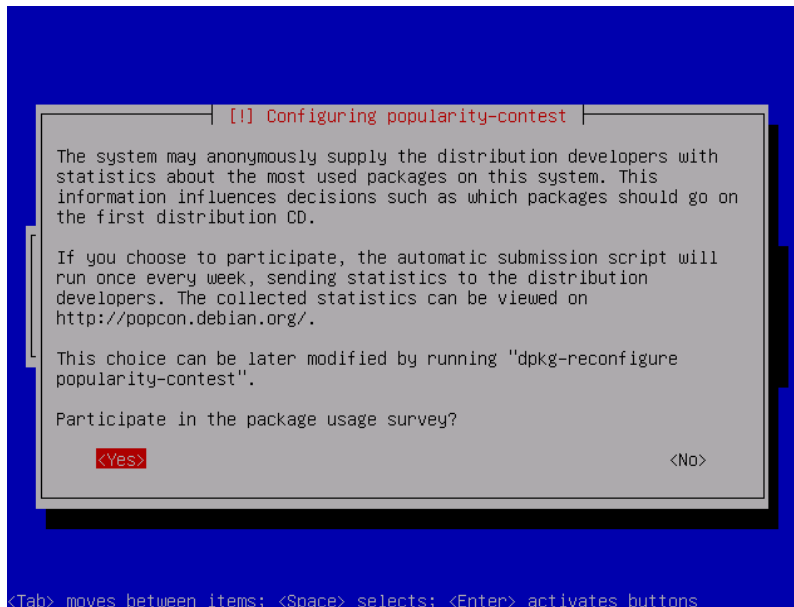 [!] Configuring popularity-contest
The system may anonymously supply the distribution developers with
statistics about the most used packages on this system. This
information influences decisions such as which packages should go on
the first distribution CD.
If you choose to participate, the automatic submission script will
run once every week, sending statistics to the distribution
developers. The collected statistics can be viewed on
http://popcon.debian.org/.
This choice can be later modified by running "dpkg-reconfigure
popularity-contest".
Participate in the package usage survey?
<Yes> <No>
<Tab> moves between items; <Space> selects; <Enter> activates buttons